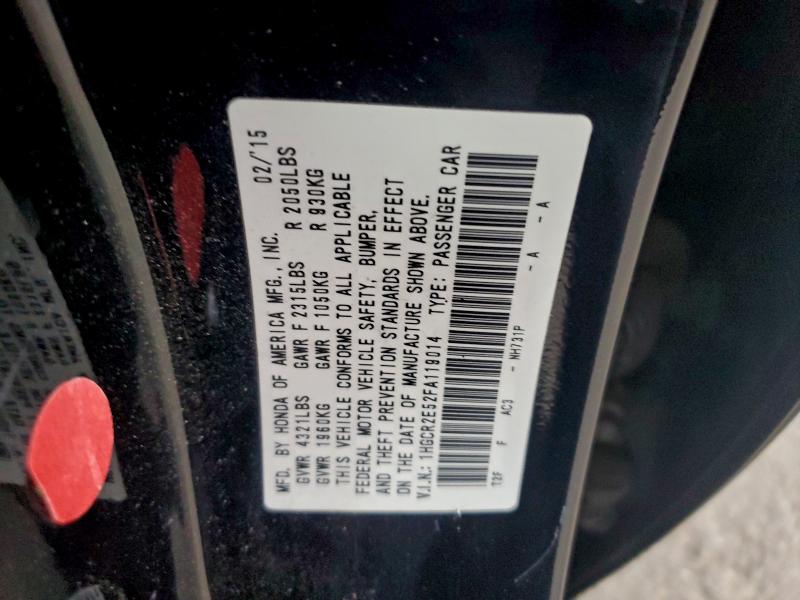 MFD. BY HONDA OF AMERICA MFG., INC. 02/'15
GVWR 4321LBS GAWR F 2315LBS R 2050LBS
GVWR 1960KG GAWR F 1050KG R 930KG
THIS VEHICLE CONFORMS TO ALL APPLICABLE
FEDERAL MOTOR VEHICLE SAFETY, BUMPER,
AND THEFT PREVENTION STANDARDS IN EFFECT
ON THE DATE OF MANUFACTURE SHOWN ABOVE.
V.I.N.: 1HGCR2E52FA119014 TYPE: PASSENGER CAR
T2F F AC3 - NH731P - A - A